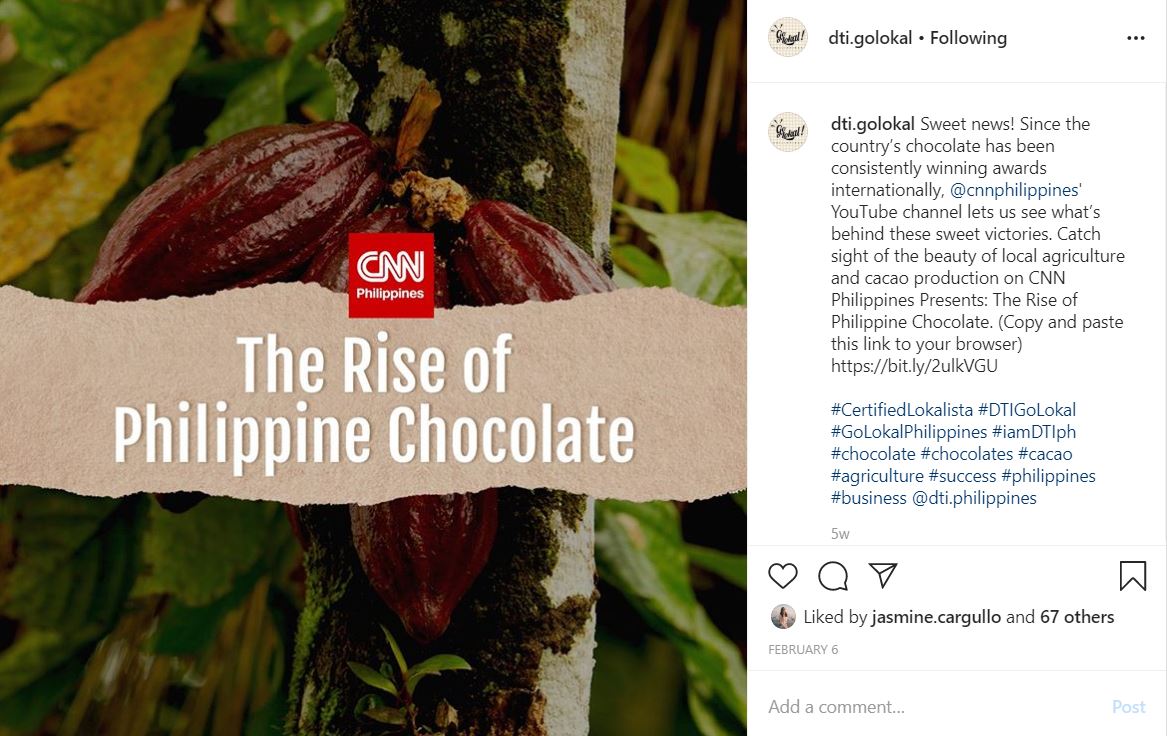 CNN
Philippines
The Rise of
Philippine Chocolate
Go
Lokal!
dti.golokal • Following
Go
Lokal!
dti.golokal Sweet news! Since the
country's chocolate has been
consistently winning awards
internationally, @cnnphilippines'
YouTube channel lets us see what's
behind these sweet victories. Catch
sight of the beauty of local agriculture
and cacao production on CNN
Philippines Presents: The Rise of
Philippine Chocolate. (Copy and paste
this link to your browser)
https://bit.ly/2ulkVGU
#CertifiedLokalista #DTIGoLokal
#GoLokalPhilippines #iamDTIph
#chocolate #chocolates #cacao
#agriculture #success #philippines
#business @dti.philippines
5w
Liked by jasmine.cargullo and 67 others
FEBRUARY 6
Add a comment... Post